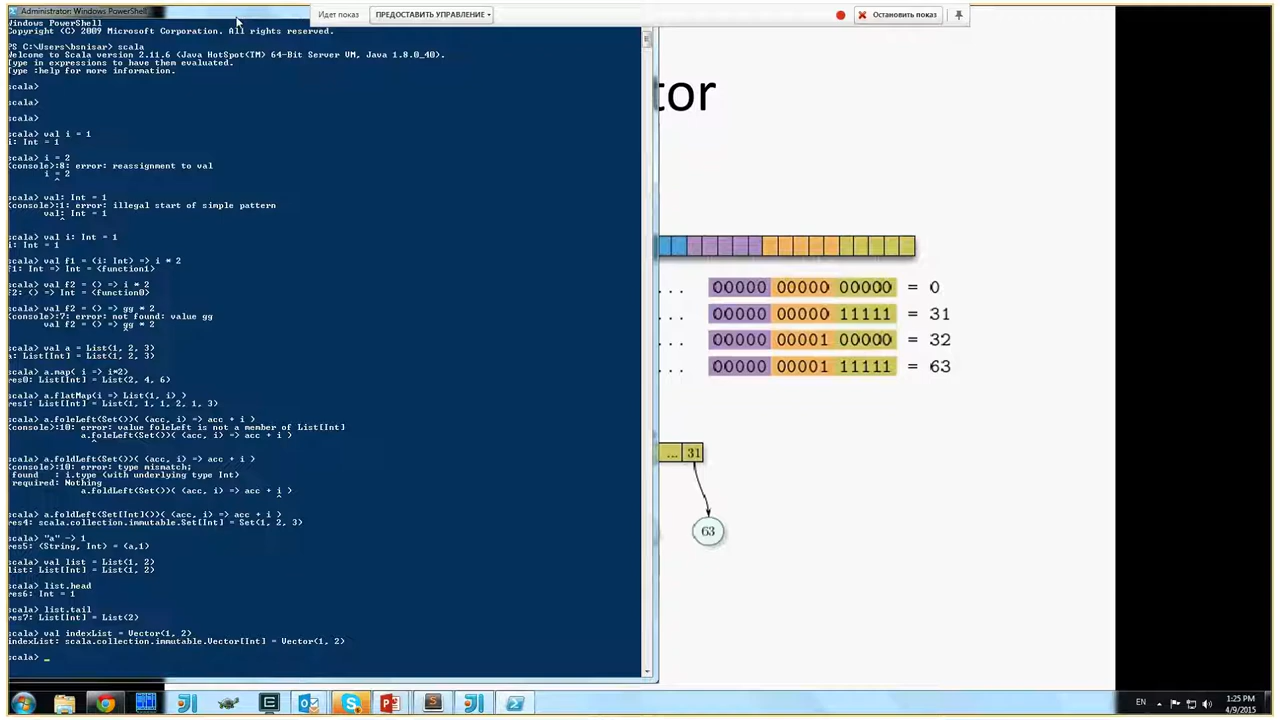 Administrator: Windows PowerShell
Идет показ
ПРЕДОСТАВИТЬ УПРАВЛЕНИЕ
Остановить показ
Windows PowerShell
Copyright (C) 2009 Microsoft Corporation. All rights reserved.
PS C:\Users\bsnisar> scala
Welcome to Scala version 2.11.6 (Java HotSpot(TM) 64-Bit Server VM, Java 1.8.0_40).
Type in expressions to have them evaluated.
Type :help for more information.
scala>
scala>
scala>
scala> val i = 1
i: Int = 1
scala> i = 2
<console>:8: error: reassignment to val
i = 2
^
scala> val: Int = 1
<console>:1: error: illegal start of simple pattern
val: Int = 1
^
scala> val i: Int = 1
i: Int = 1
scala> val f1 = (i: Int) => i * 2
f1: Int => Int = <function1>
scala> val f2 = () => i * 2
f2: () => Int = <function0>
scala> val f2 = () => gg * 2
<console>:7: error: not found: value gg
val f2 = () => gg * 2
^
scala> val a = List(1, 2, 3)
a: List[Int] = List(1, 2, 3)
scala> a.map( i => i*2)
res0: List[Int] = List(2, 4, 6)
scala> a.flatMap(i => List(1, i) )
res1: List[Int] = List(1, 1, 1, 2, 1, 3)
scala> a.foleLeft(Set())( (acc, i) => acc + i )
<console>:10: error: value foleLeft is not a member of List[Int]
a.foleLeft(Set())( (acc, i) => acc + i )
^
scala> a.foldLeft(Set())( (acc, i) => acc + i )
<console>:10: error: type mismatch;
found : i.type (with underlying type Int)
required: Nothing
a.foldLeft(Set())( (acc, i) => acc + i )
^
scala> a.foldLeft(Set[Int]())( (acc, i) => acc + i )
res4: scala.collection.immutable.Set[Int] = Set(1, 2, 3)
scala> "a" -> 1
res5: (String, Int) = (a,1)
scala> val list = List(1, 2)
list: List[Int] = List(1, 2)
scala> list.head
res6: Int = 1
scala> list.tail
res7: List[Int] = List(2)
scala> val indexList = Vector(1, 2)
indexList: scala.collection.immutable.Vector[Int] = Vector(1, 2)
scala> _
tor
... 00000 00000 00000 = 0
... 00000 00000 11111 = 31
... 00000 00001 00000 = 32
... 00000 00001 11111 = 63
... 31
63
EN
1:25 PM
4/9/2015